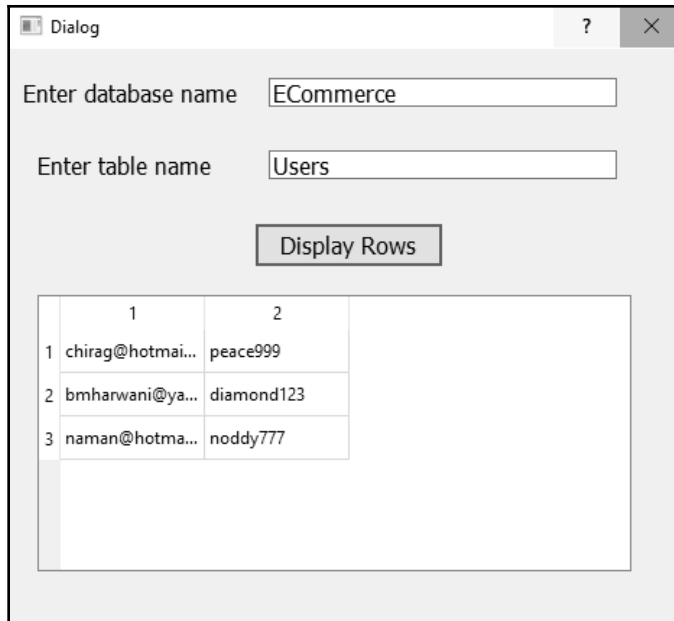 Dialog ? ×
Enter database name ECommerce
Enter table name Users
Display Rows
1 2
1 chirag@hotmai... peace999
2 bmharwani@ya... diamond123
3 naman@hotma... noddy777